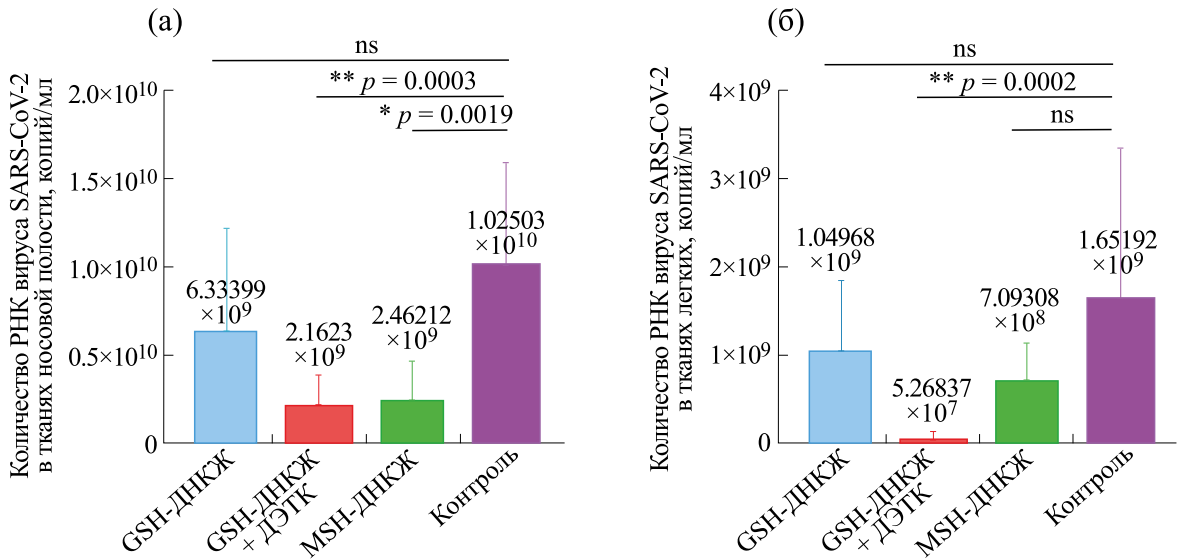 (а)
Количество РНК вируса SARS-CoV-2
в тканях носовой полости, копий/мл
ns
** p = 0.0003
* p = 0.0019
2.0×10¹⁰
1.5×10¹⁰
1.0×10¹⁰
0.5×10¹⁰
0
6.33399
×10⁹
2.1623
×10⁹
2.46212
×10⁹
1.02503
×10¹⁰
GSH-ДНКЖ
GSH-ДНКЖ
+ ДЭТК
MSH-ДНКЖ
Контроль
(б)
Количество РНК вируса SARS-CoV-2
в тканях легких, копий/мл
ns
** p = 0.0002
ns
4×10⁹
3×10⁹
2×10⁹
1×10⁹
0
1.04968
×10⁹
5.26837
×10⁷
7.09308
×10⁸
1.65192
×10⁹
GSH-ДНКЖ
GSH-ДНКЖ
+ ДЭТК
MSH-ДНКЖ
Контроль